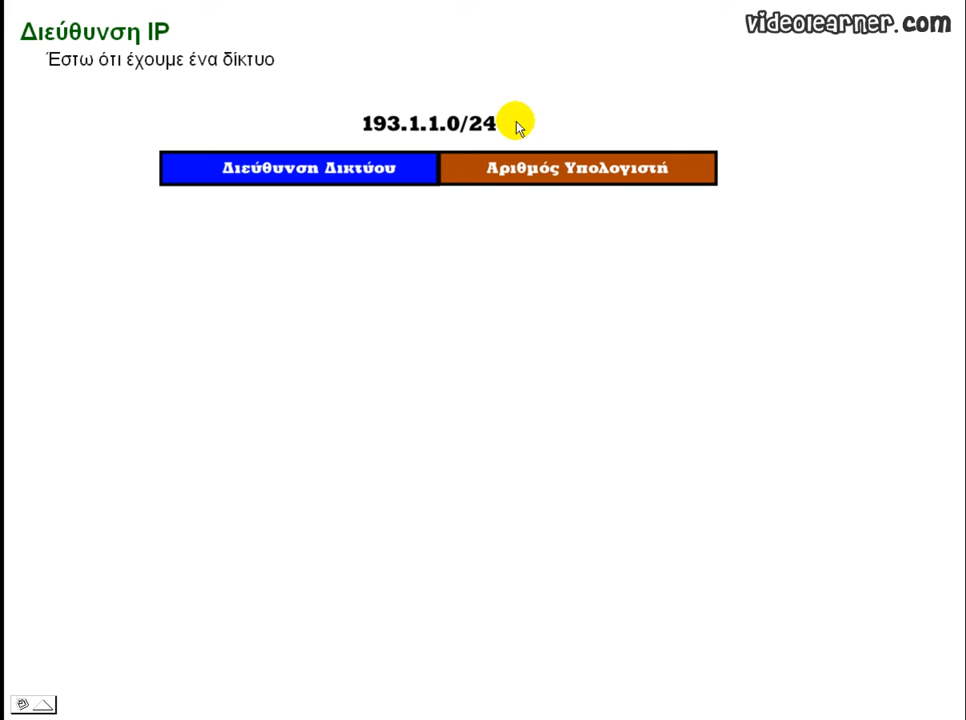 Διεύθυνση IP
videolearner.com
Έστω ότι έχουμε ένα δίκτυο
193.1.1.0/24
Διεύθυνση Δικτύου Αριθμός Υπολογιστή